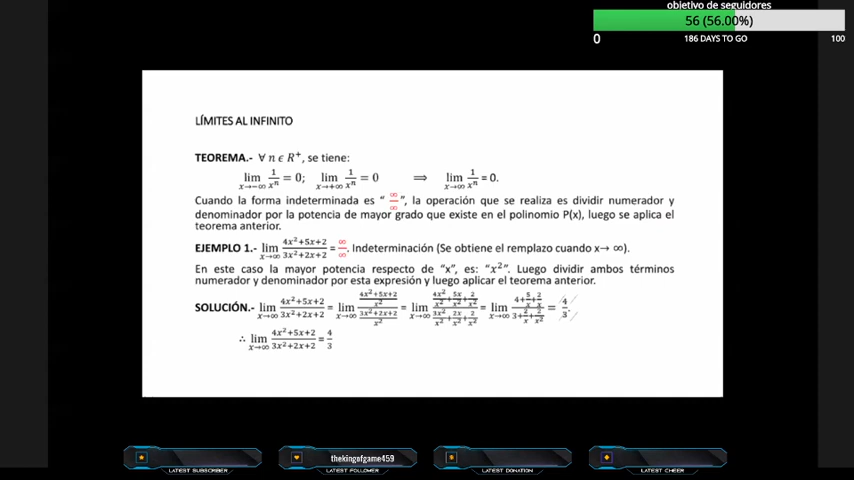 objetivo de seguidores
56 (56.00%)
0 186 DAYS TO GO 100
LÍMITES AL INFINITO
TEOREMA.- ∀ n ϵ R⁺, se tiene:
lim x→−∞ 1/xⁿ = 0; lim x→+∞ 1/xⁿ = 0 ⟹ lim x→∞ 1/xⁿ = 0.
Cuando la forma indeterminada es “ ∞/∞ ”, la operación que se realiza es dividir numerador y
denominador por la potencia de mayor grado que existe en el polinomio P(x), luego se aplica el
teorema anterior.
EJEMPLO 1.- lim x→∞ (4x²+5x+2)/(3x²+2x+2) = ∞/∞. Indeterminación (Se obtiene el remplazo cuando x→ ∞).
En este caso la mayor potencia respecto de “x”, es: “x²”. Luego dividir ambos términos
numerador y denominador por esta expresión y luego aplicar el teorema anterior.
SOLUCIÓN.- lim x→∞ (4x²+5x+2)/(3x²+2x+2) = lim x→∞ ((4x²+5x+2)/x²)/((3x²+2x+2)/x²) = lim x→∞ (4x²/x²+5x/x²+2/x²)/(3x²/x²+2x/x²+2/x²) = lim x→∞ (4+5/x+2/x²)/(3+2/x+2/x²) = 4/3.
∴ lim x→∞ (4x²+5x+2)/(3x²+2x+2) = 4/3
thekingofgame459
LATEST SUBSCRIBER LATEST FOLLOWER LATEST DONATION LATEST CHEER